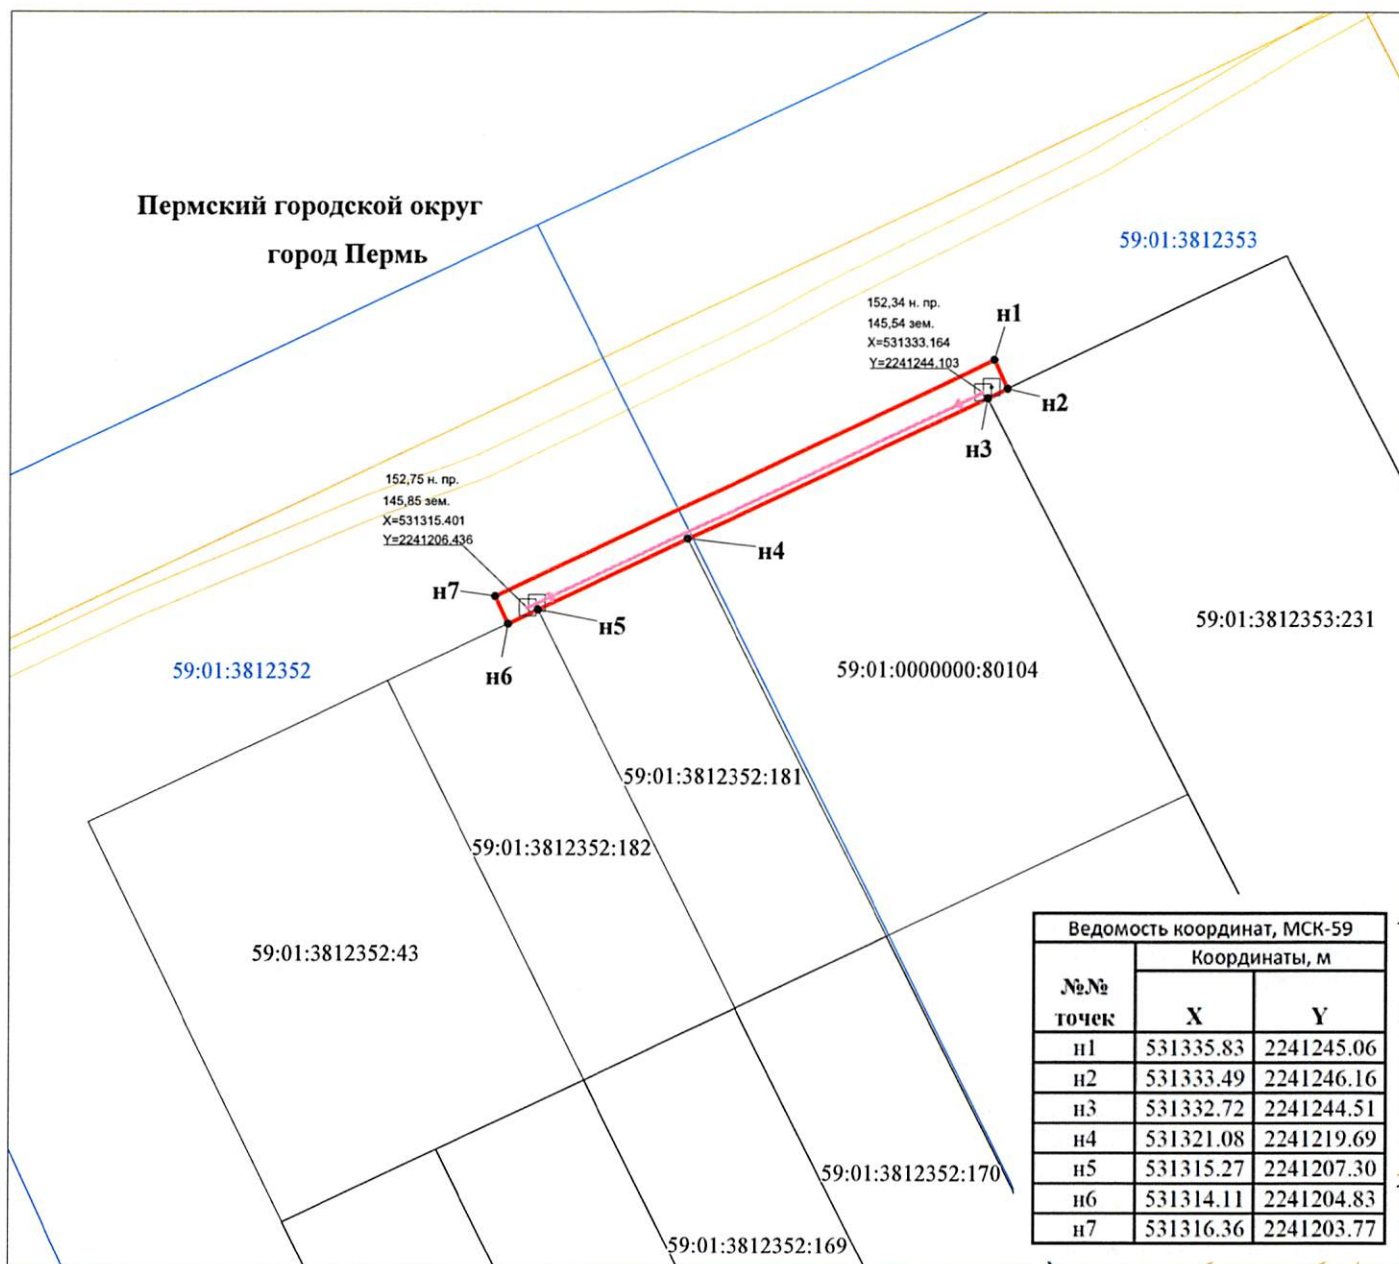 Пермский городской округ
город Пермь
59:01:3812353
152,34 н. пр.
145,54 зем.
X=531333.164
Y=2241244.103
н1
н2
н3
152,75 н. пр.
145,85 зем.
X=531315.401
Y=2241206.436
н4
н7
н5
н6
59:01:3812352
59:01:3812353:231
59:01:0000000:80104
59:01:3812352:181
59:01:3812352:182
59:01:3812352:43
59:01:3812352:170
59:01:3812352:169
Ведомость координат, МСК-59
№№ точек
Координаты, м
X Y
н1 531335.83 2241245.06
н2 531333.49 2241246.16
н3 531332.72 2241244.51
н4 531321.08 2241219.69
н5 531315.27 2241207.30
н6 531314.11 2241204.83
н7 531316.36 2241203.77